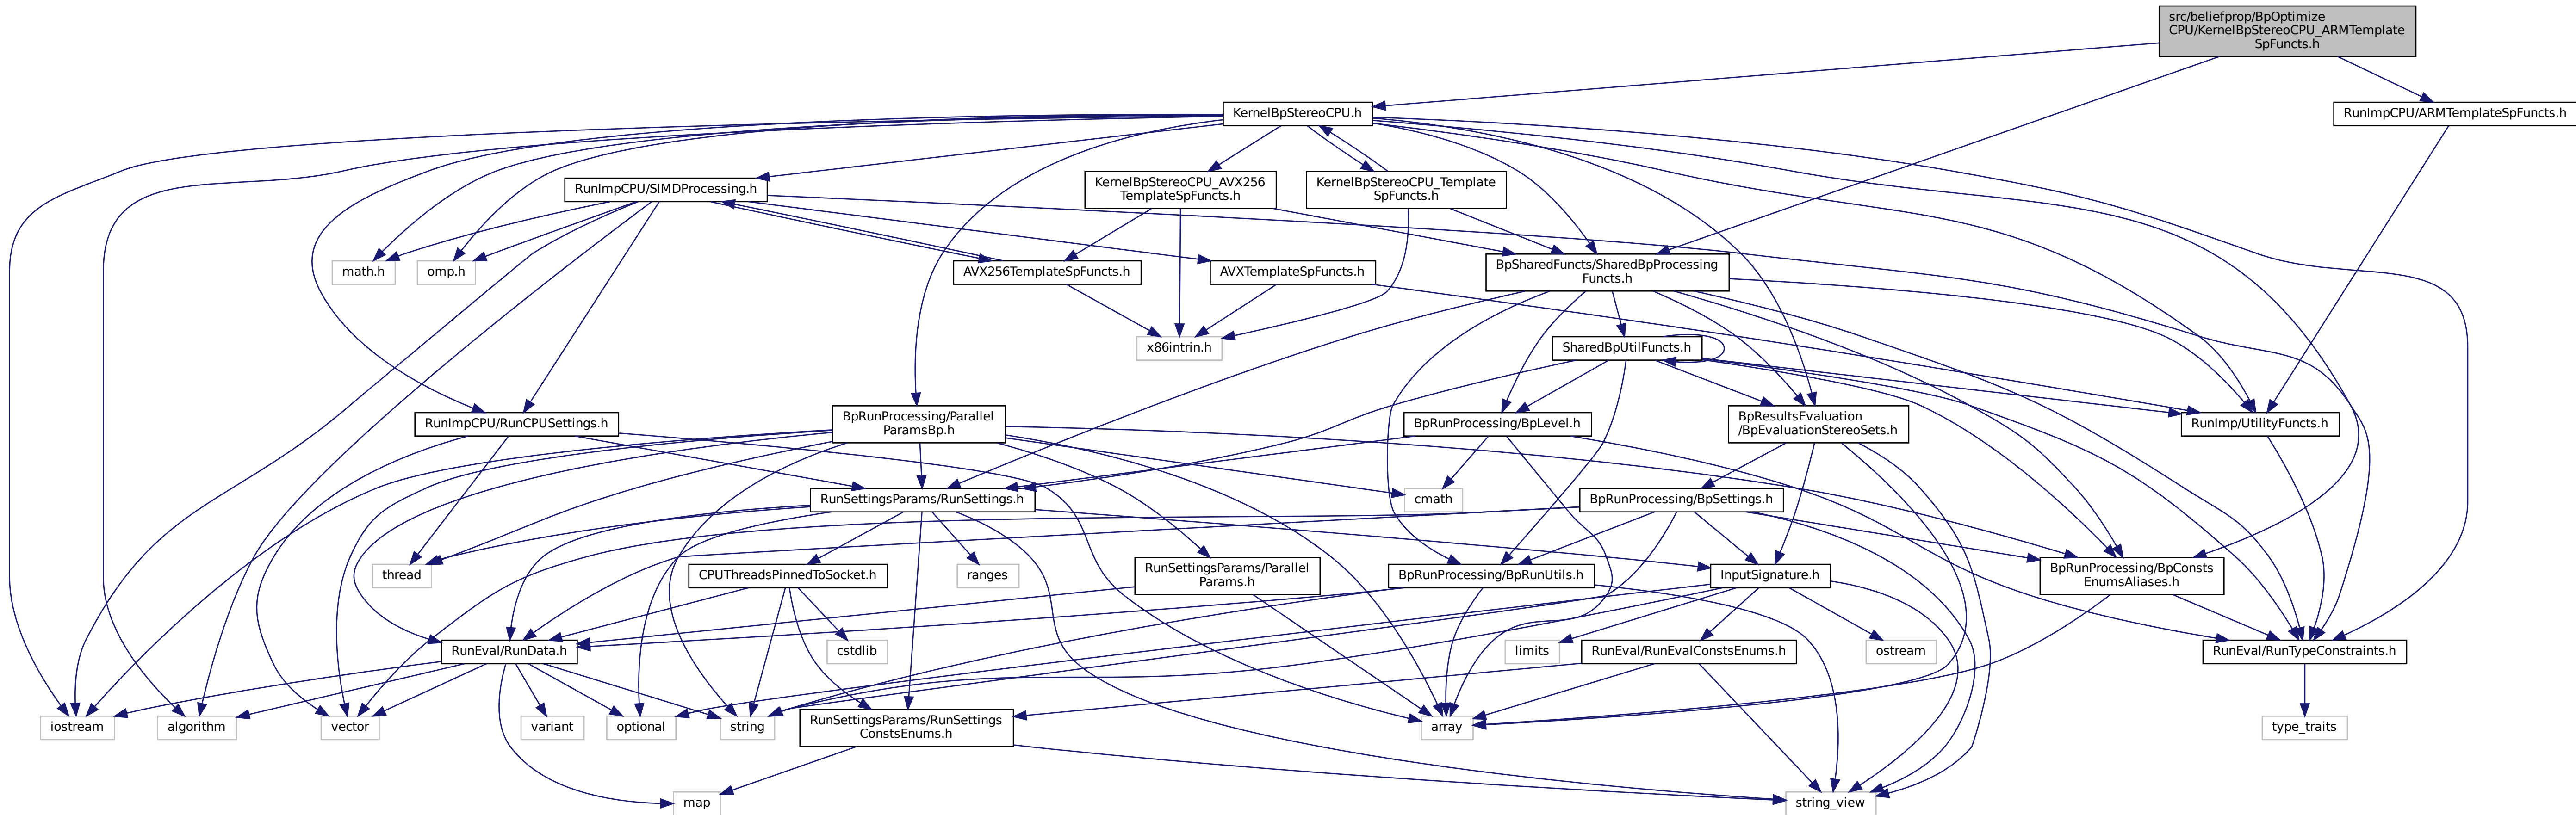 src/beliefprop/BpOptimize
CPU/KernelBpStereoCPU_ARMTemplate
SpFuncts.h
KernelBpStereoCPU.h
RunImpCPU/ARMTemplateSpFuncts.h
RunImpCPU/SIMDProcessing.h
KernelBpStereoCPU_AVX256
TemplateSpFuncts.h
KernelBpStereoCPU_Template
SpFuncts.h
math.h
omp.h
AVX256TemplateSpFuncts.h
AVXTemplateSpFuncts.h
BpSharedFuncts/SharedBpProcessing
Functs.h
x86intrin.h
SharedBpUtilFuncts.h
RunImpCPU/RunCPUSettings.h
BpRunProcessing/Parallel
ParamsBp.h
BpRunProcessing/BpLevel.h
BpResultsEvaluation
/BpEvaluationStereoSets.h
RunImp/UtilityFuncts.h
RunSettingsParams/RunSettings.h
cmath
BpRunProcessing/BpSettings.h
thread
CPUThreadsPinnedToSocket.h
ranges
RunSettingsParams/Parallel
Params.h
BpRunProcessing/BpRunUtils.h
InputSignature.h
BpRunProcessing/BpConsts
EnumsAliases.h
RunEval/RunData.h
cstdlib
limits
RunEval/RunEvalConstsEnums.h
ostream
RunEval/RunTypeConstraints.h
iostream
algorithm
vector
variant
optional
string
RunSettingsParams/RunSettings
ConstsEnums.h
array
type_traits
map
string_view